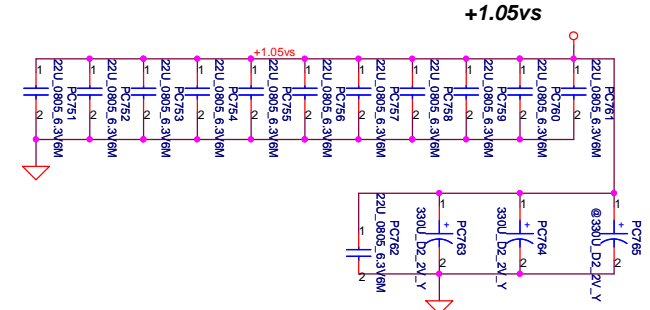 +1.05vs
+1.05vs
1
2
22U_0805_6.3V6M
PC751
1
2
22U_0805_6.3V6M
PC752
1
2
22U_0805_6.3V6M
PC753
1
2
22U_0805_6.3V6M
PC754
1
2
22U_0805_6.3V6M
PC755
1
2
22U_0805_6.3V6M
PC756
1
2
22U_0805_6.3V6M
PC757
1
2
22U_0805_6.3V6M
PC758
1
2
22U_0805_6.3V6M
PC759
1
2
22U_0805_6.3V6M
PC760
1
2
22U_0805_6.3V6M
PC761
1
2
22U_0805_6.3V6M
PC762
1
+
2
330U_D2_2V_Y
PC763
1
+
2
330U_D2_2V_Y
PC764
1
+
2
@330U_D2_2V_Y
PC765